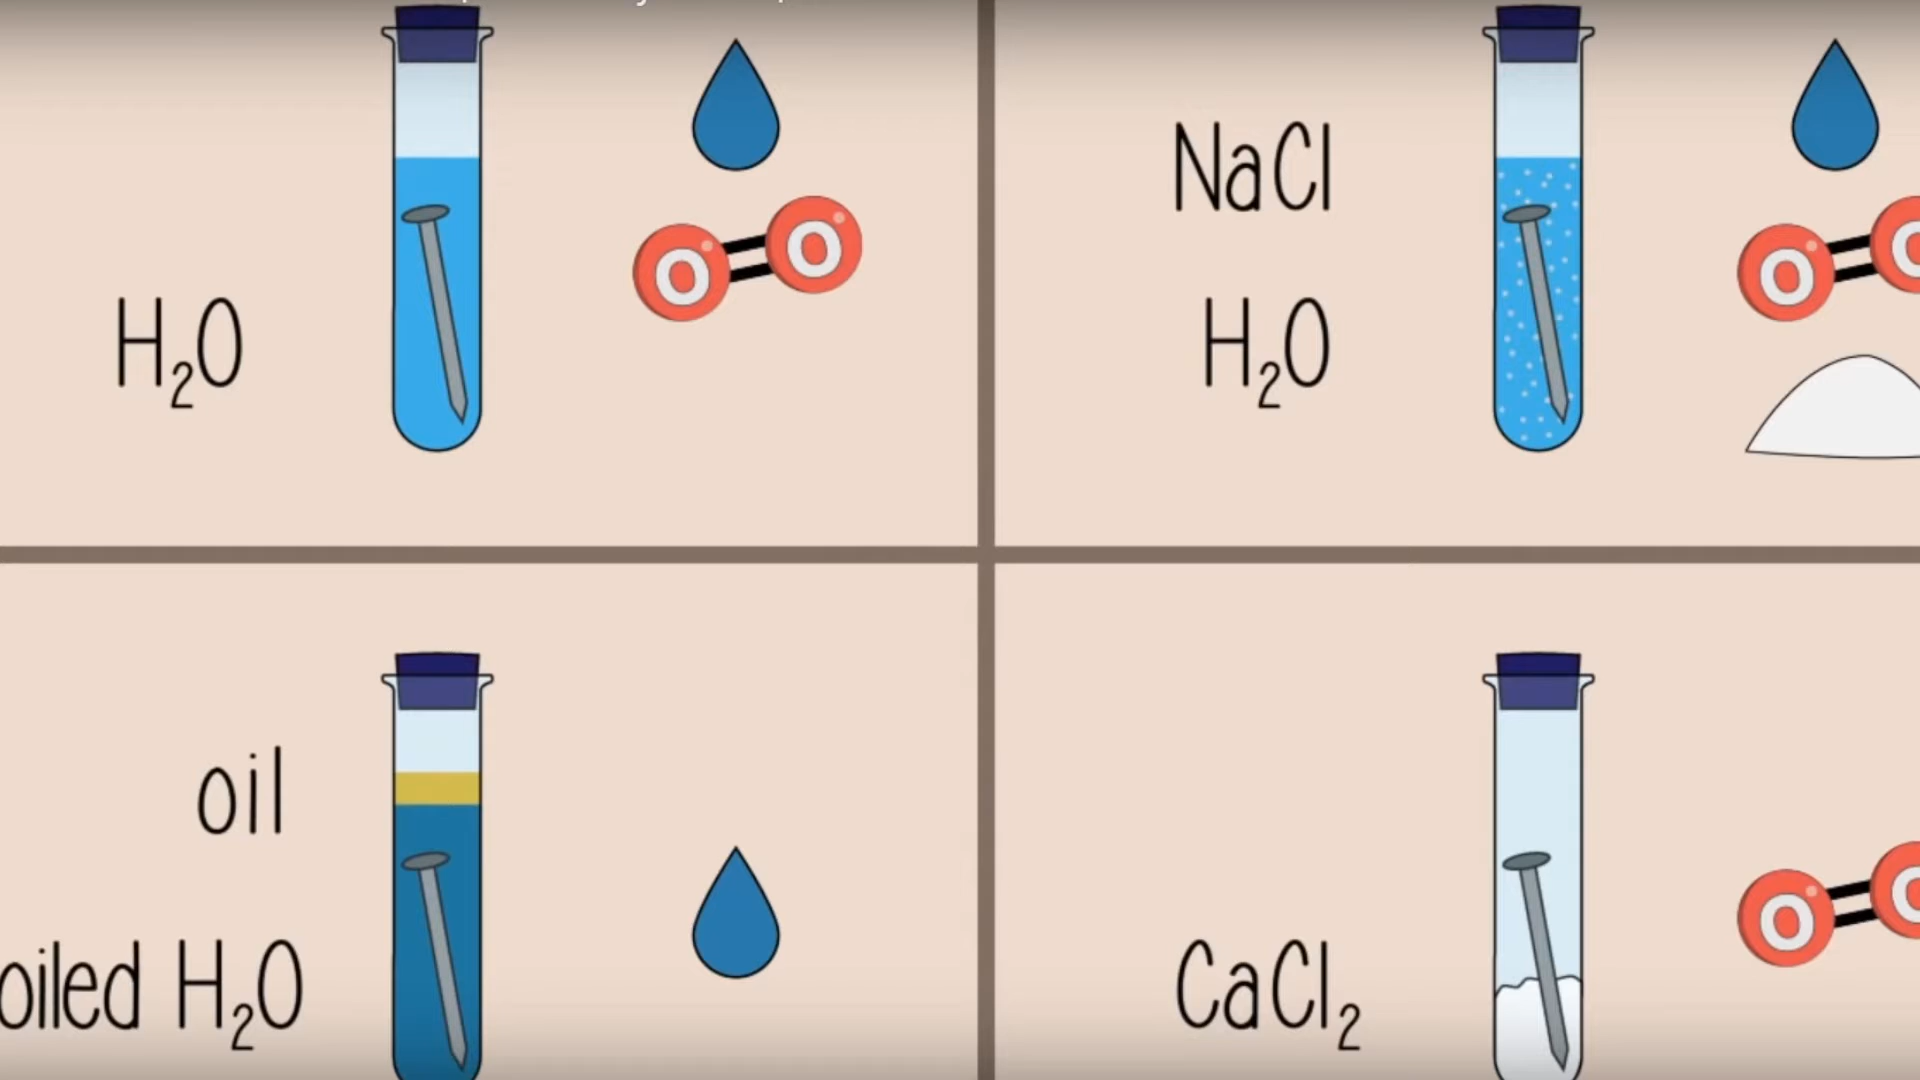 H₂O
O O
NaCl
H₂O
O
oil
oiled H₂O
CaCl₂
O